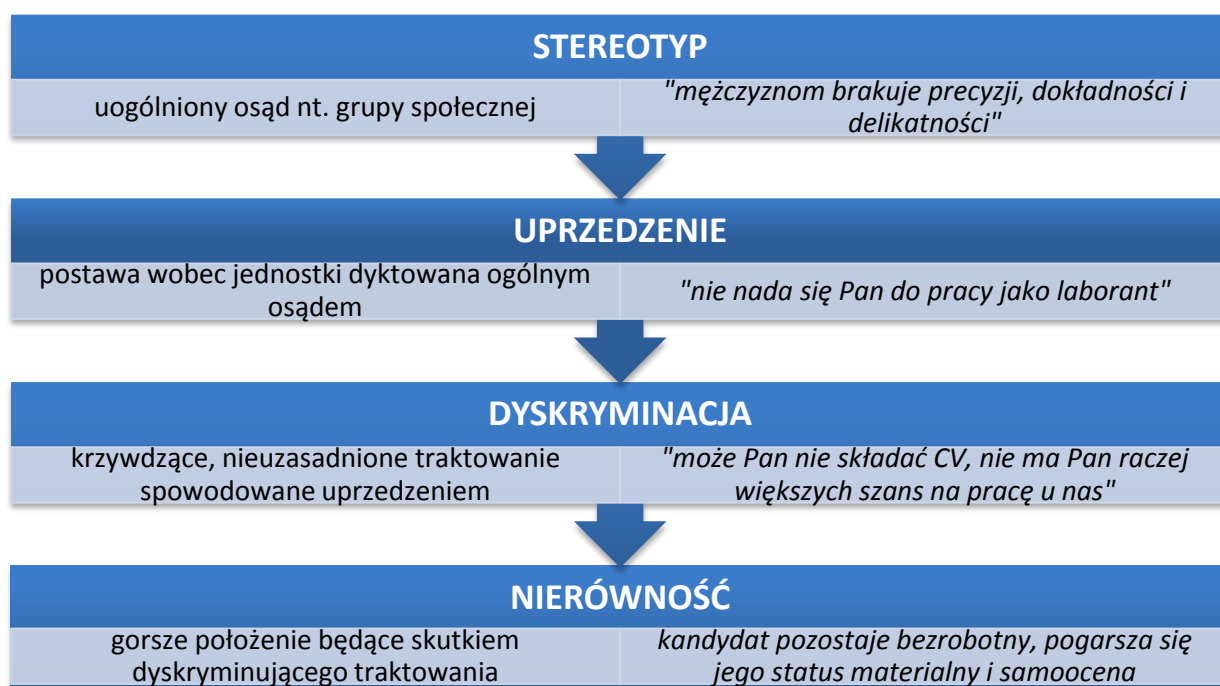 STEREOTYP
uogólniony osąd nt. grupy społecznej
"mężczyznom brakuje precyzji, dokładności i
delikatności"
UPRZEDZENIE
postawa wobec jednostki dyktowana ogólnym
osądem
"nie nada się Pan do pracy jako laborant"
DYSKRYMINACJA
krzywdzące, nieuzasadnione traktowanie
spowodowane uprzedzeniem
"może Pan nie składać CV, nie ma Pan raczej
większych szans na pracę u nas"
NIERÓWNOŚĆ
gorsze położenie będące skutkiem
dyskryminującego traktowania
kandydat pozostaje bezrobotny, pogarsza się
jego status materialny i samoocena